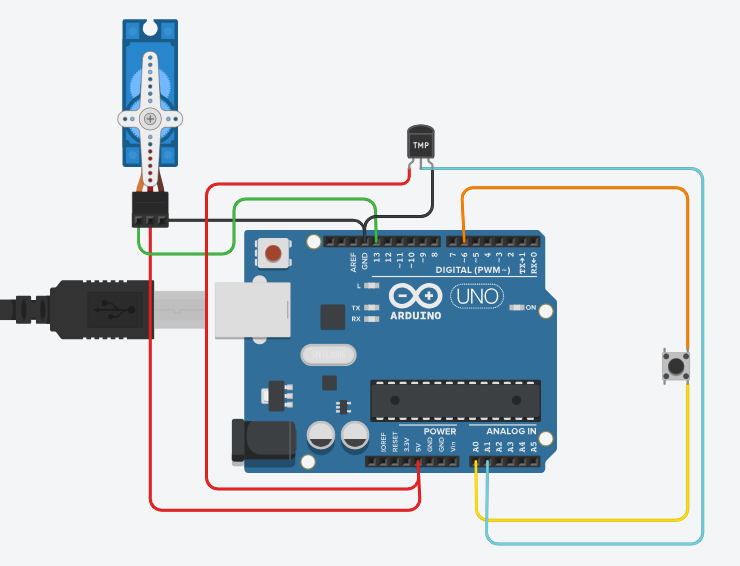 TMP
AREF
GND
13
12
~11
~10
~9
8
7
~6
~5
4
~3
2
TX→1
RX←0
DIGITAL (PWM~)
L
TX
RX
ARDUINO
UNO
ON
POWER
ANALOG IN
IOREF
RESET
3.3V
5V
GND
GND
Vin
A0
A1
A2
A3
A4
A5